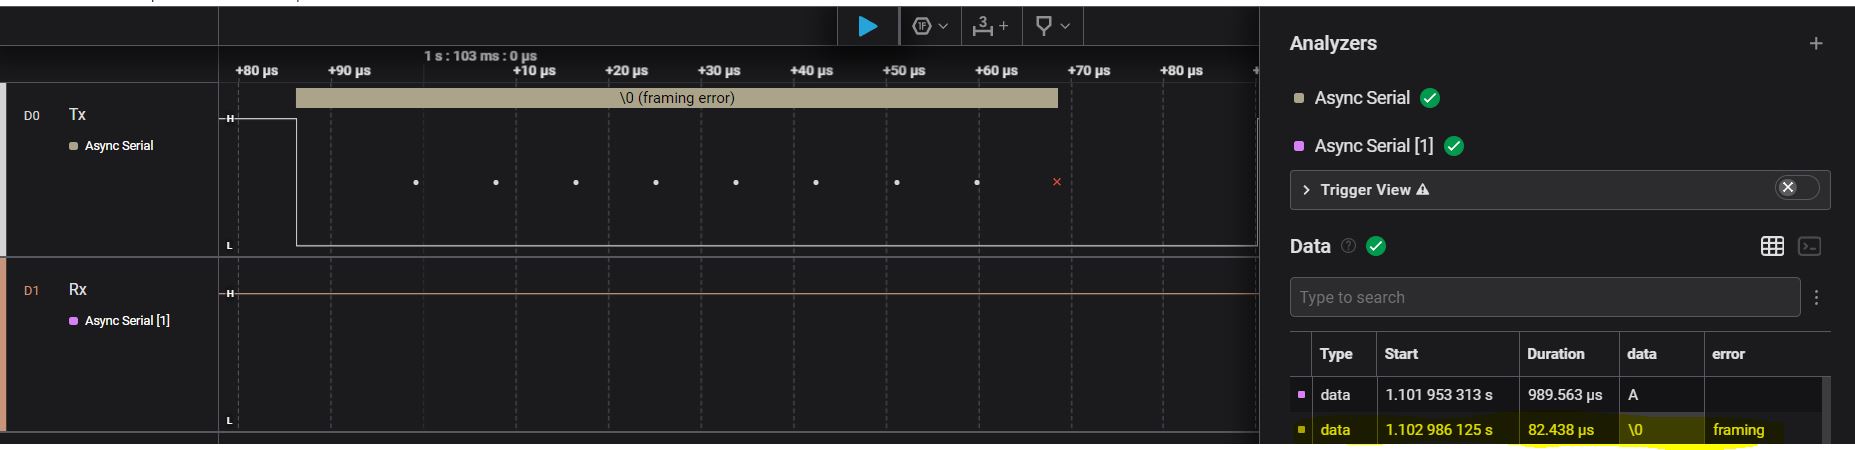 3 +
1F
1 s : 103 ms : 0 µs
+80 µs +90 µs +10 µs +20 µs +30 µs +40 µs +50 µs +60 µs +70 µs +80 µs +
D0 Tx
Async Serial
\0 (framing error)
H
L
D1 Rx
Async Serial [1]
H
L
Analyzers +
Async Serial
Async Serial [1]
Trigger View
Data ?
Type to search
Type Start Duration data error
data 1.101 953 313 s 989.563 µs A
data 1.102 986 125 s 82.438 µs \0 framing